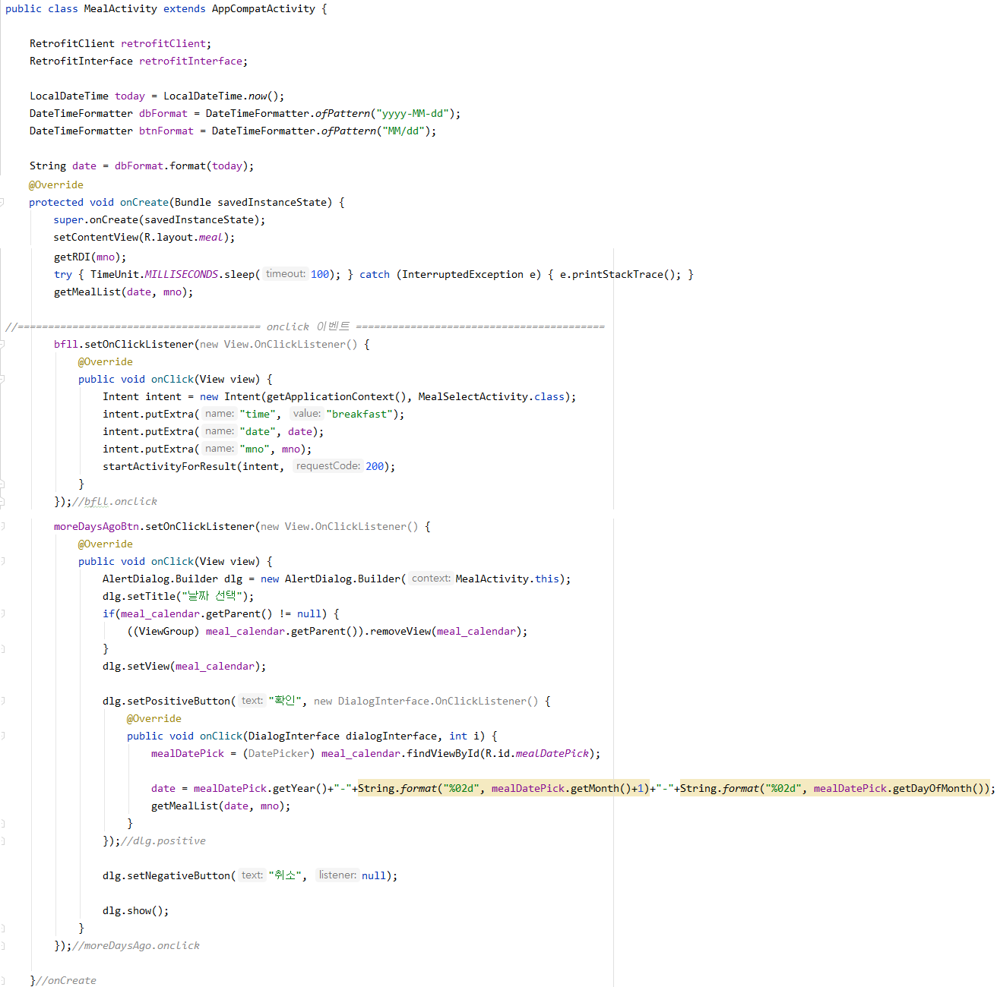 public class MealActivity extends AppCompatActivity {
RetrofitClient retrofitClient;
RetrofitInterface retrofitInterface;
LocalDateTime today = LocalDateTime.now();
DateTimeFormatter dbFormat = DateTimeFormatter.ofPattern("yyyy-MM-dd");
DateTimeFormatter btnFormat = DateTimeFormatter.ofPattern("MM/dd");
String date = dbFormat.format(today);
@Override
protected void onCreate(Bundle savedInstanceState) {
super.onCreate(savedInstanceState);
setContentView(R.layout.meal);
getRDI(mno);
try { TimeUnit.MILLISECONDS.sleep( timeout: 100); } catch (InterruptedException e) { e.printStackTrace(); }
getMealList(date, mno);
//======================================== onclick 이벤트 =========================================
bfll.setOnClickListener(new View.OnClickListener() {
@Override
public void onClick(View view) {
Intent intent = new Intent(getApplicationContext(), MealSelectActivity.class);
intent.putExtra( name: "time", value: "breakfast");
intent.putExtra( name: "date", date);
intent.putExtra( name: "mno", mno);
startActivityForResult(intent, requestCode: 200);
}
});//bfll.onclick
moreDaysAgoBtn.setOnClickListener(new View.OnClickListener() {
@Override
public void onClick(View view) {
AlertDialog.Builder dlg = new AlertDialog.Builder( context: MealActivity.this);
dlg.setTitle("날짜 선택");
if(meal_calendar.getParent() != null) {
((ViewGroup) meal_calendar.getParent()).removeView(meal_calendar);
}
dlg.setView(meal_calendar);
dlg.setPositiveButton( text: "확인", new DialogInterface.OnClickListener() {
@Override
public void onClick(DialogInterface dialogInterface, int i) {
mealDatePick = (DatePicker) meal_calendar.findViewById(R.id.mealDatePick);
date = mealDatePick.getYear()+"-"+String.format("%02d", mealDatePick.getMonth()+1)+"-"+String.format("%02d", mealDatePick.getDayOfMonth());
getMealList(date, mno);
}
});//dlg.positive
dlg.setNegativeButton( text: "취소", listener: null);
dlg.show();
}
});//moreDaysAgo.onclick
}//onCreate